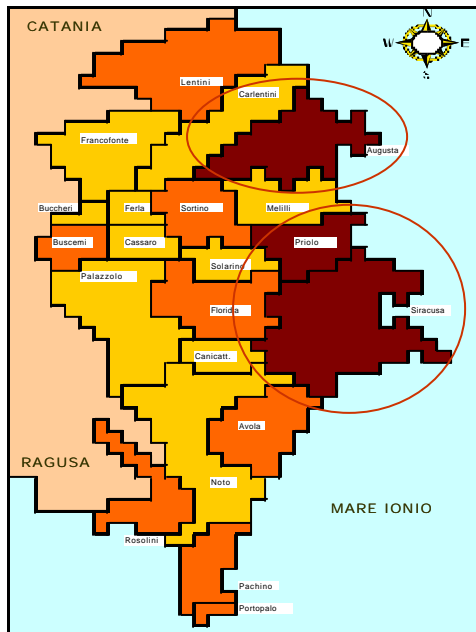 CATANIA
N
W E
S
Lentini
Carlentini
Francofonte
Augusta
Buccheri
Ferla
Sortino
Melilli
Buscemi
Cassaro
Priolo
Solarino
Palazzolo
Floridia
Siracusa
Canicatt.
Avola
RAGUSA
Noto
MARE IONIO
Rosolini
Pachino
Portopalo